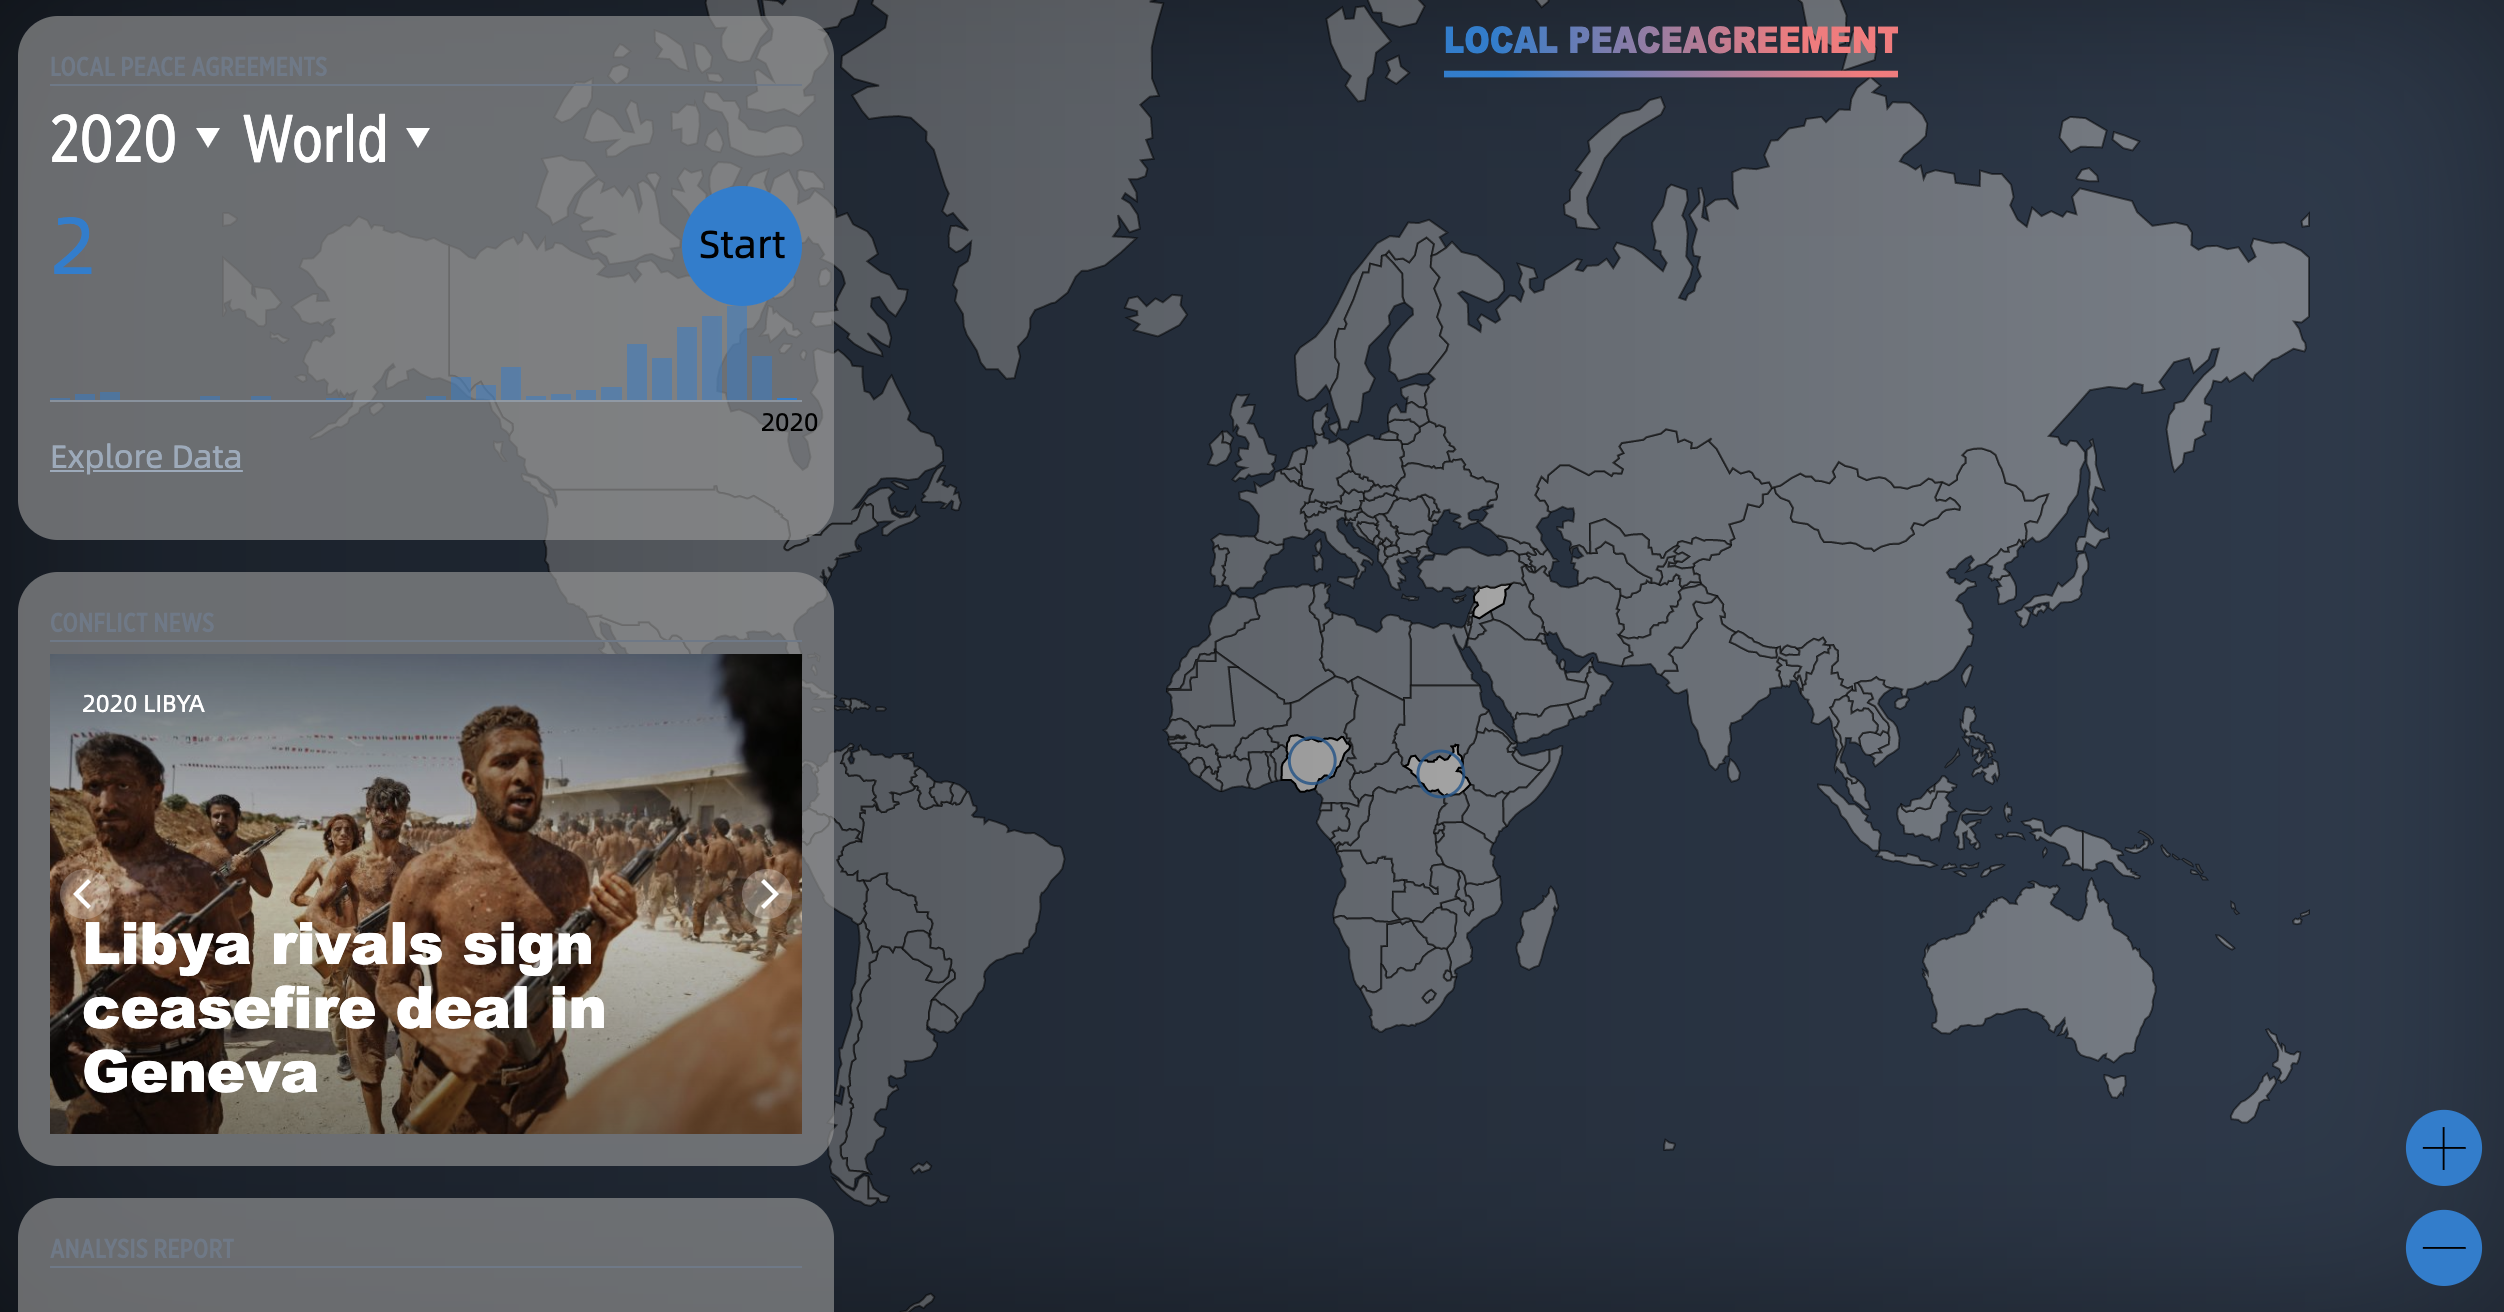 LOCAL PEACEAGREEMENT
LOCAL PEACE AGREEMENTS
2020 ▼ World ▼
2
Start
2020
Explore Data
CONFLICT NEWS
2020 LIBYA
Libya rivals sign
ceasefire deal in
Geneva
ANALYSIS REPORT